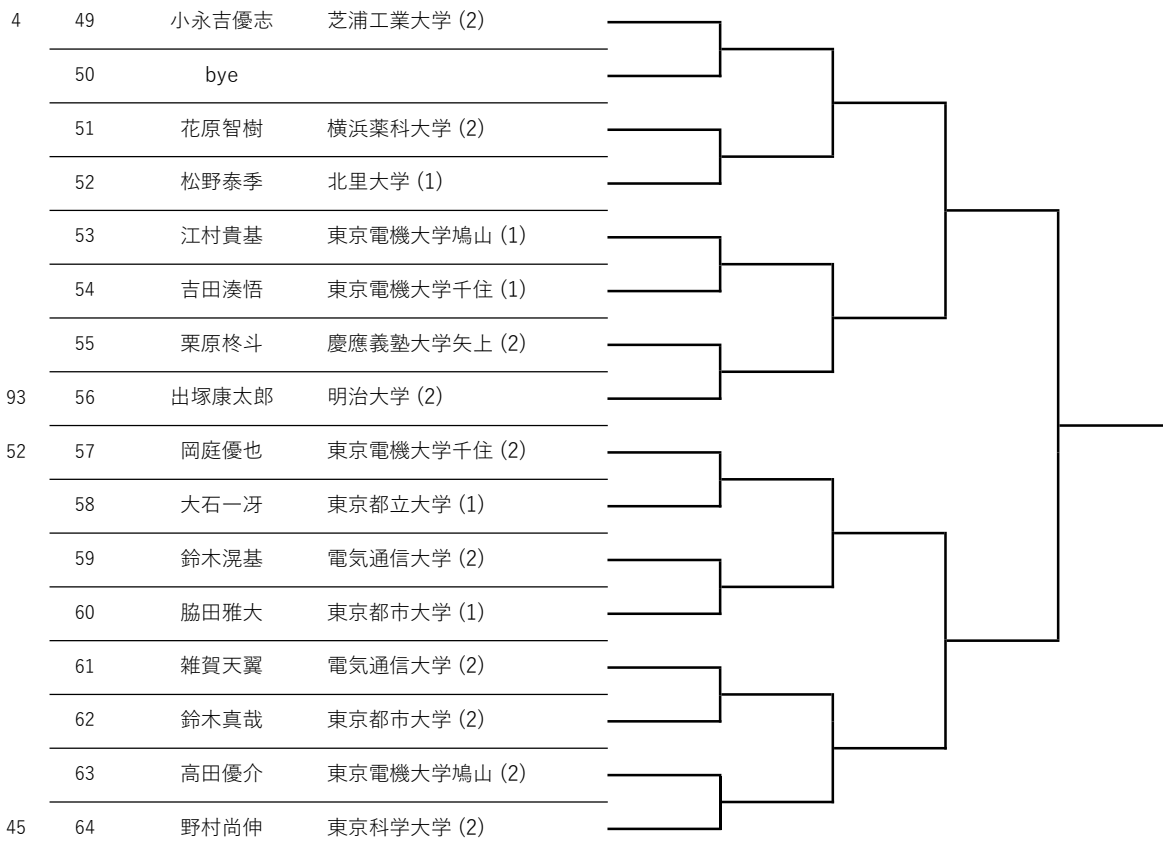 4 49 小永吉優志 芝浦工業大学 (2)
50 bye
51 花原智樹 横浜薬科大学 (2)
52 松野泰季 北里大学 (1)
53 江村貴基 東京電機大学鳩山 (1)
54 吉田湊悟 東京電機大学千住 (1)
55 栗原柊斗 慶應義塾大学矢上 (2)
93 56 出塚康太郎 明治大学 (2)
52 57 岡庭優也 東京電機大学千住 (2)
58 大石一冴 東京都立大学 (1)
59 鈴木滉基 電気通信大学 (2)
60 脇田雅大 東京都市大学 (1)
61 雑賀天翼 電気通信大学 (2)
62 鈴木真哉 東京都市大学 (2)
63 高田優介 東京電機大学鳩山 (2)
45 64 野村尚伸 東京科学大学 (2)